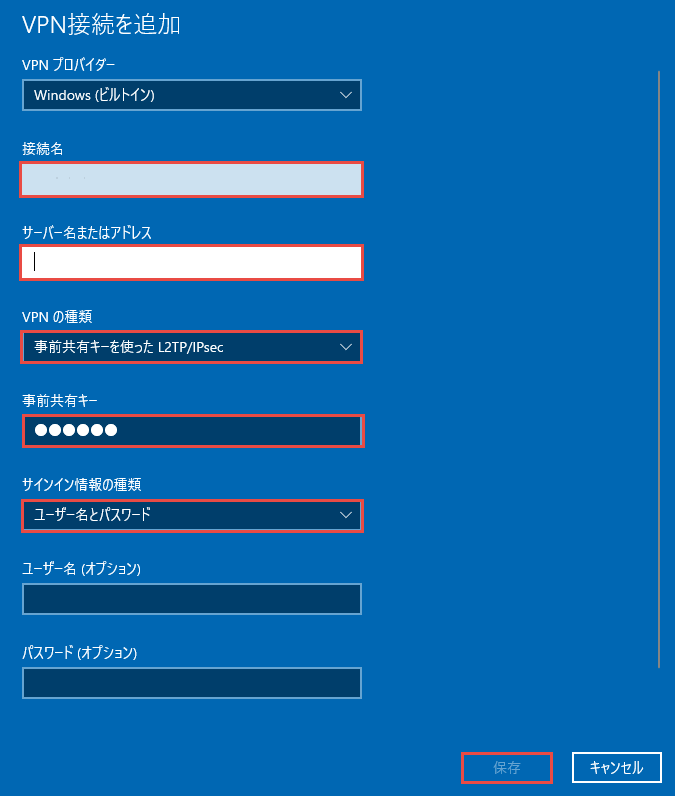 VPN接続を追加
VPN プロバイダー
Windows (ビルトイン)
接続名
サーバー名またはアドレス
VPN の種類
事前共有キーを使った L2TP/IPsec
事前共有キー
●●●●●●
サインイン情報の種類
ユーザー名とパスワード
ユーザー名 (オプション)
パスワード (オプション)
保存
キャンセル